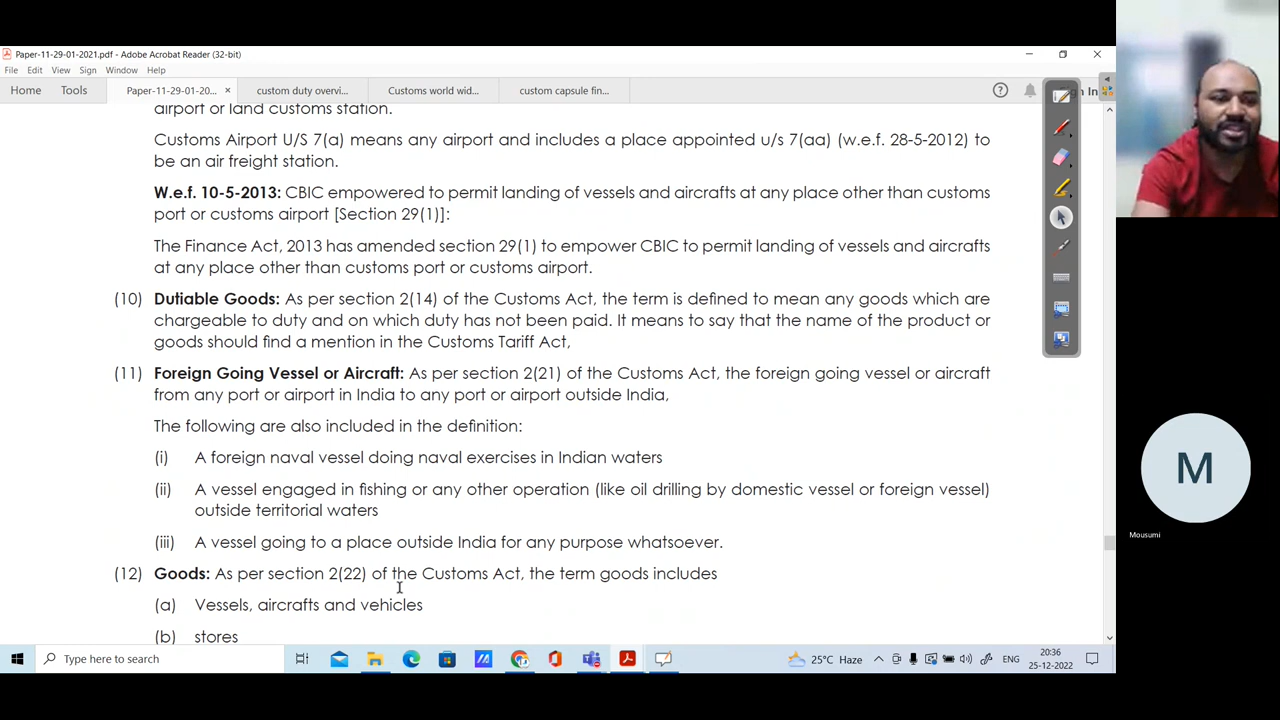 Paper-11-29-01-2021.pdf - Adobe Acrobat Reader (32-bit)
File Edit View Sign Window Help
Home Tools Paper-11-29-01-20... × custom duty overvi... Customs world wid... custom capsule fin... In
airport or land customs station.
Customs Airport U/S 7(a) means any airport and includes a place appointed u/s 7(aa) (w.e.f. 28-5-2012) to
be an air freight station.
W.e.f. 10-5-2013: CBIC empowered to permit landing of vessels and aircrafts at any place other than customs
port or customs airport [Section 29(1)]:
The Finance Act, 2013 has amended section 29(1) to empower CBIC to permit landing of vessels and aircrafts
at any place other than customs port or customs airport.
(10) Dutiable Goods: As per section 2(14) of the Customs Act, the term is defined to mean any goods which are
chargeable to duty and on which duty has not been paid. It means to say that the name of the product or
goods should find a mention in the Customs Tariff Act,
(11) Foreign Going Vessel or Aircraft: As per section 2(21) of the Customs Act, the foreign going vessel or aircraft
from any port or airport in India to any port or airport outside India,
The following are also included in the definition:
(i) A foreign naval vessel doing naval exercises in Indian waters
(ii) A vessel engaged in fishing or any other operation (like oil drilling by domestic vessel or foreign vessel)
outside territorial waters
(iii) A vessel going to a place outside India for any purpose whatsoever.
(12) Goods: As per section 2(22) of the Customs Act, the term goods includes
(a) Vessels, aircrafts and vehicles
(b) stores
M
Mousumi
Type here to search
25°C Haze
ENG
20:36
25-12-2022